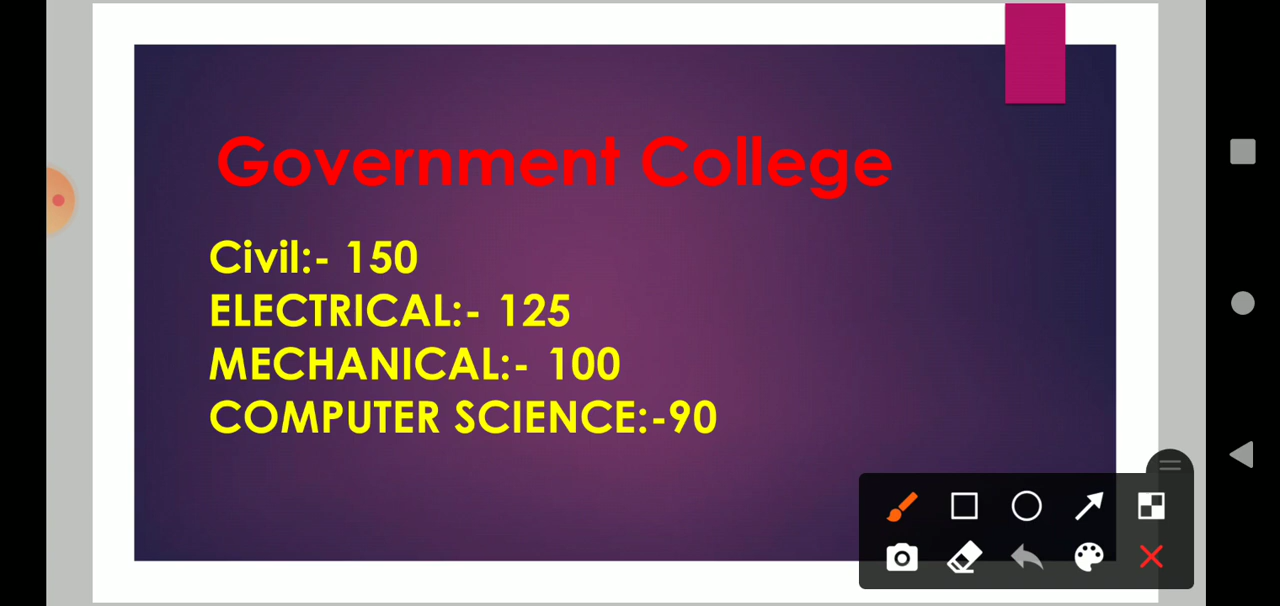 Government College
Civil:- 150
ELECTRICAL:- 125
MECHANICAL:- 100
COMPUTER SCIENCE:-90